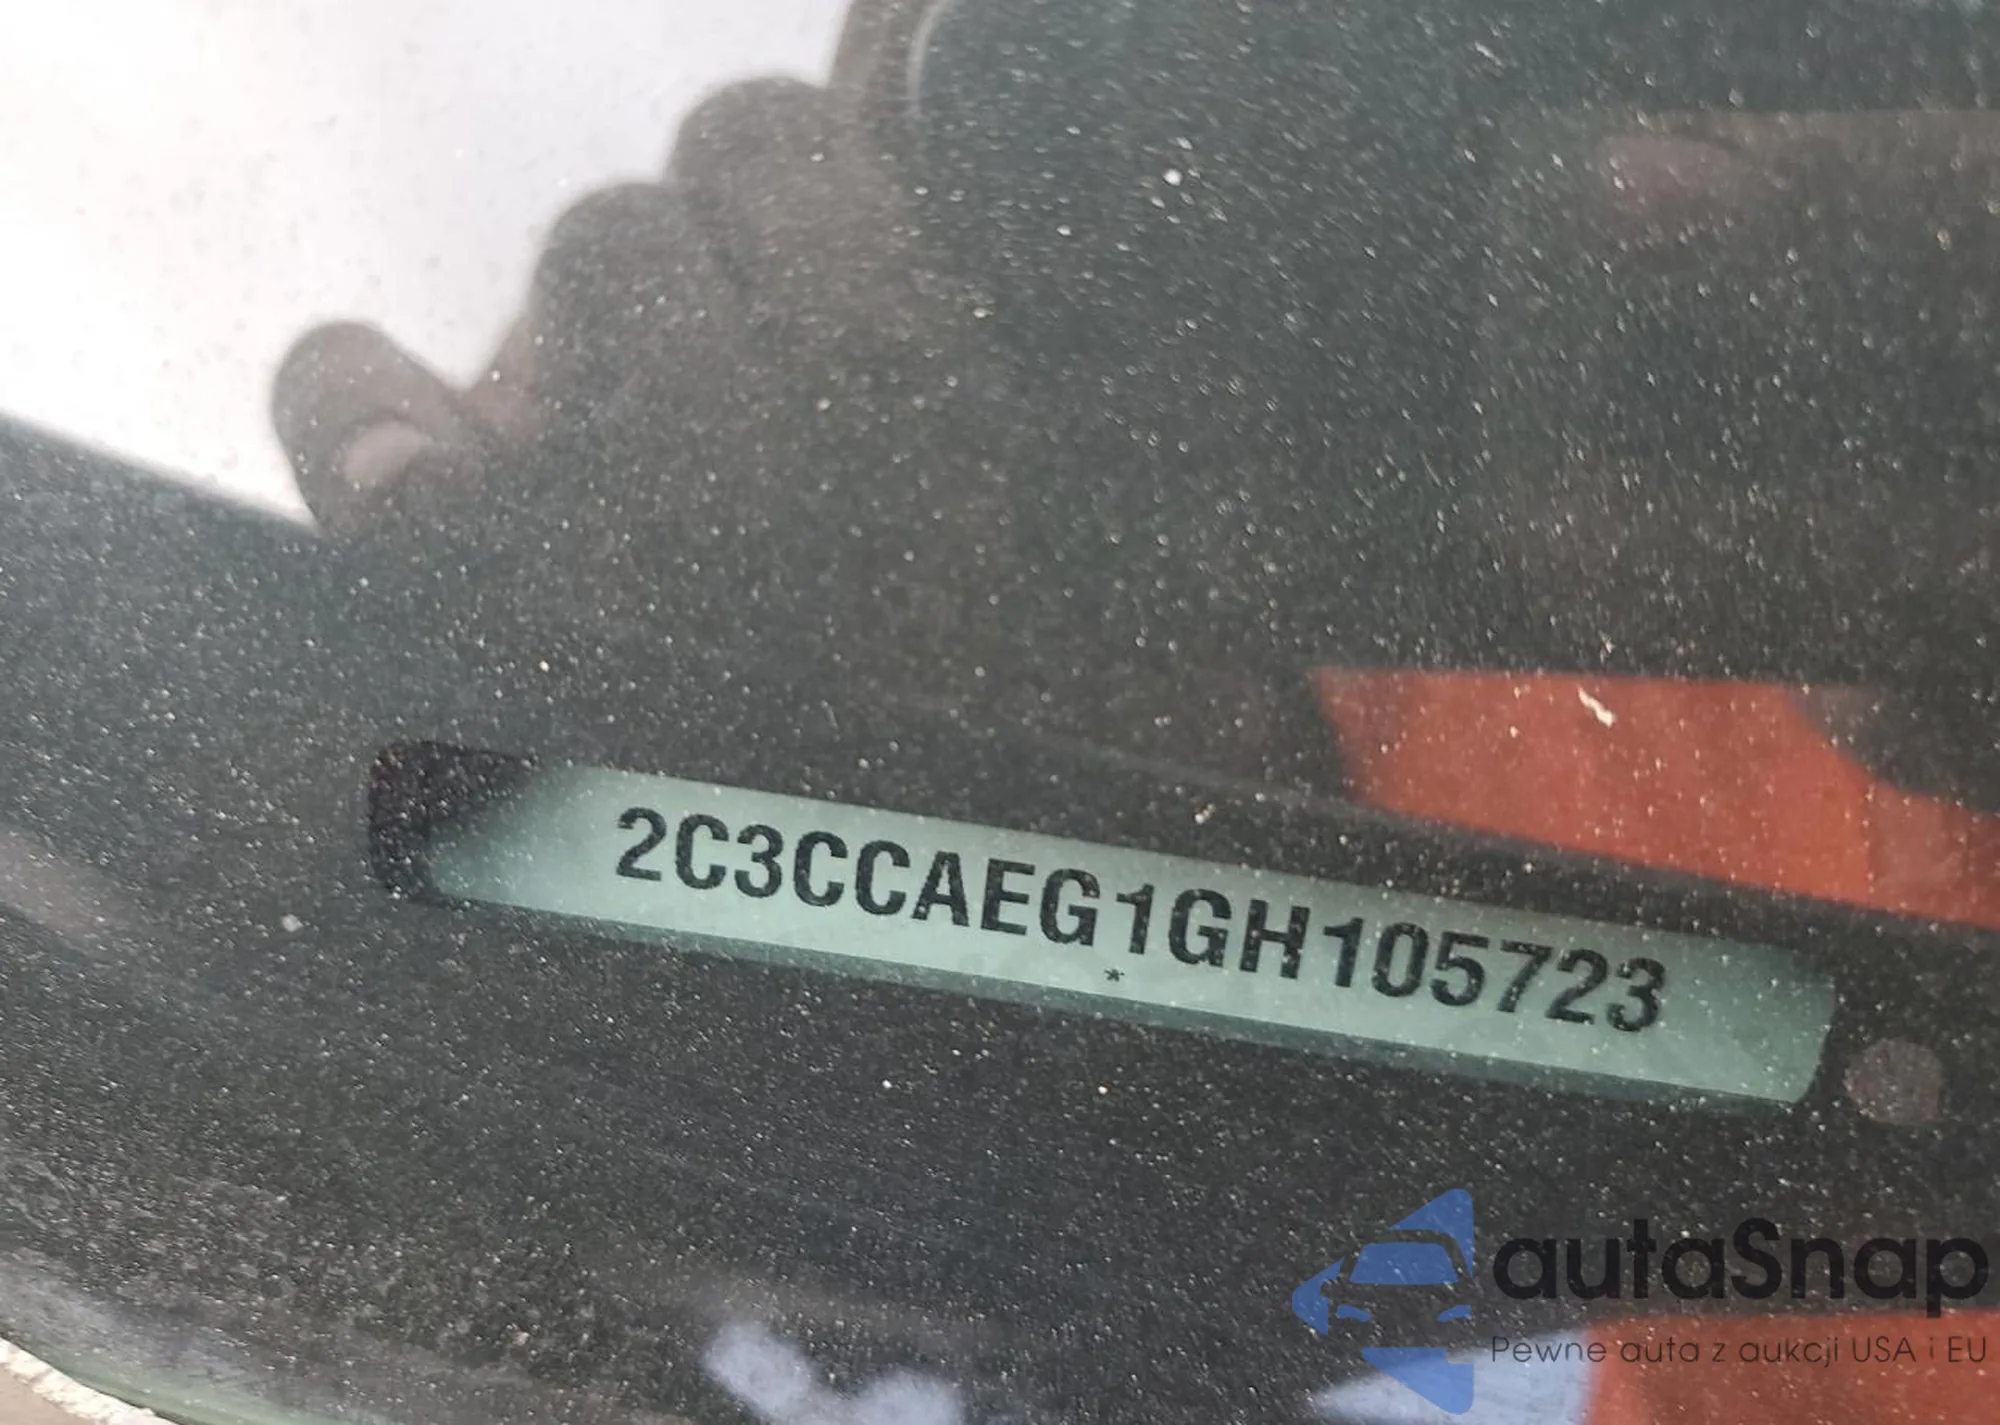 2C3CCAEG1GH105723
*
autaSnap
Pewne auta z aukcji USA i EU